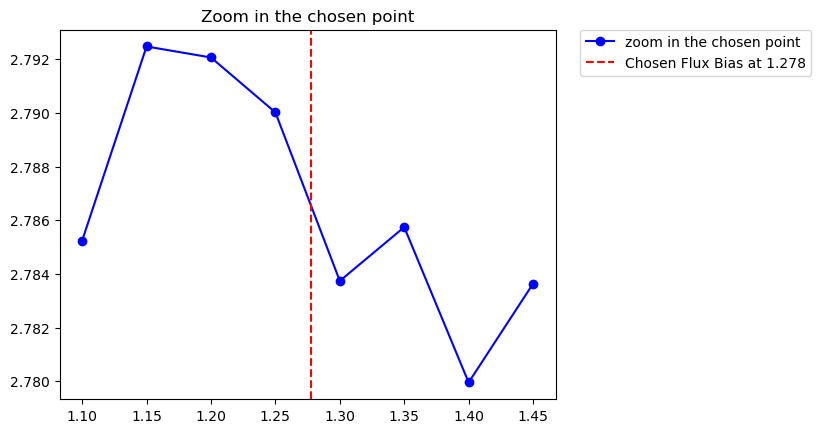 Zoom in the chosen point
zoom in the chosen point
Chosen Flux Bias at 1.278
2.792
2.790
2.788
2.786
2.784
2.782
2.780
1.10 1.15 1.20 1.25 1.30 1.35 1.40 1.45